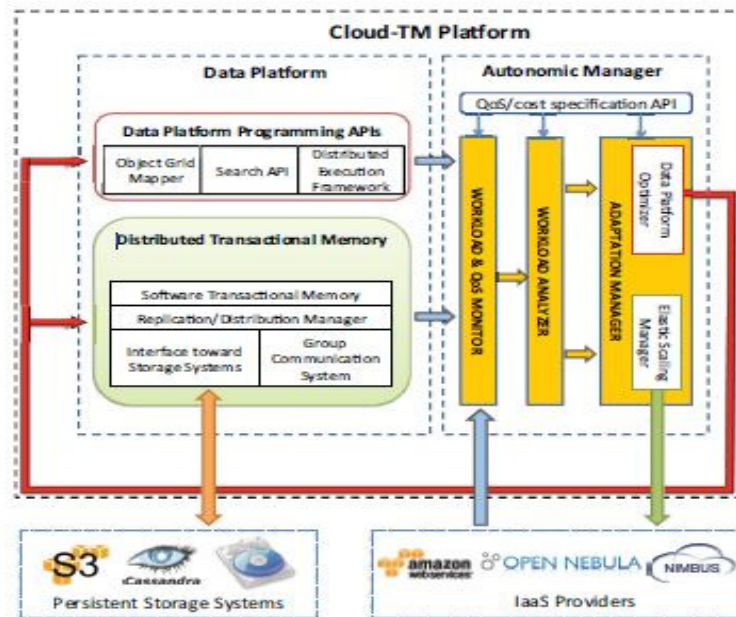 Cloud-TM Platform
Data Platform
Data Platform Programming APIs
Object Grid
Mapper
Search API
Distributed
Execution
Framework
Distributed Transactional Memory
Software Transactional Memory
Replication/Distribution Manager
Interface toward
Storage Systems
Group
Communication
System
Autonomic Manager
QoS/cost specification API
WORKLOAD & QoS MONITOR
WORKLOAD ANALYZER
ADAPTATION MANAGER
Data Platform
Optimizer
Elastic Scaling
Manager
S3
Cassandra
Persistent Storage Systems
amazon
webservices
OPEN NEBULA
NIMBUS
IaaS Providers